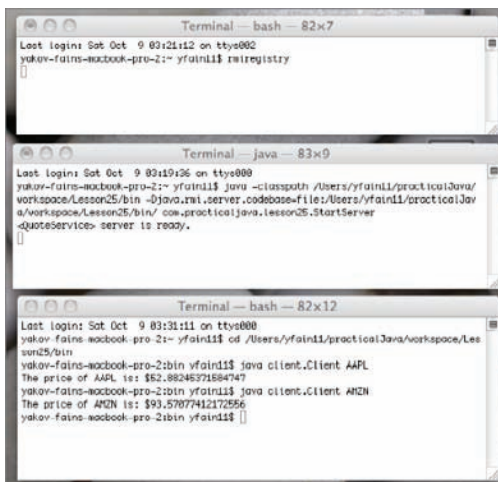 Terminal — bash — 82×7
Last login: Sat Oct 9 03:21:12 on ttys002
yakov-fains-macbook-pro-2:~ yfain11$ rmiregistry
Terminal — java — 83×9
Last login: Sat Oct 9 03:19:36 on ttys000
yakov-fains-macbook-pro-2:~ yfain11$ java -classpath /Users/yfain11/practicalJava/
workspace/Lesson25/bin -Djava.rmi.server.codebase=file:/Users/yfain11/practicalJav
a/workspace/Lesson25/bin/ com.practicaljava.lesson25.StartServer
<QuoteService> server is ready.
Terminal — bash — 82×12
Last login: Sat Oct 9 03:31:11 on ttys000
yakov-fains-macbook-pro-2:~ yfain11$ cd /Users/yfain11/practicalJava/workspace/Les
son25/bin
yakov-fains-macbook-pro-2:bin yfain11$ java client.Client AAPL
The price of AAPL is: $52.88245371584747
yakov-fains-macbook-pro-2:bin yfain11$ java client.Client AMZN
The price of AMZN is: $93.57077412172556
yakov-fains-macbook-pro-2:bin yfain11$